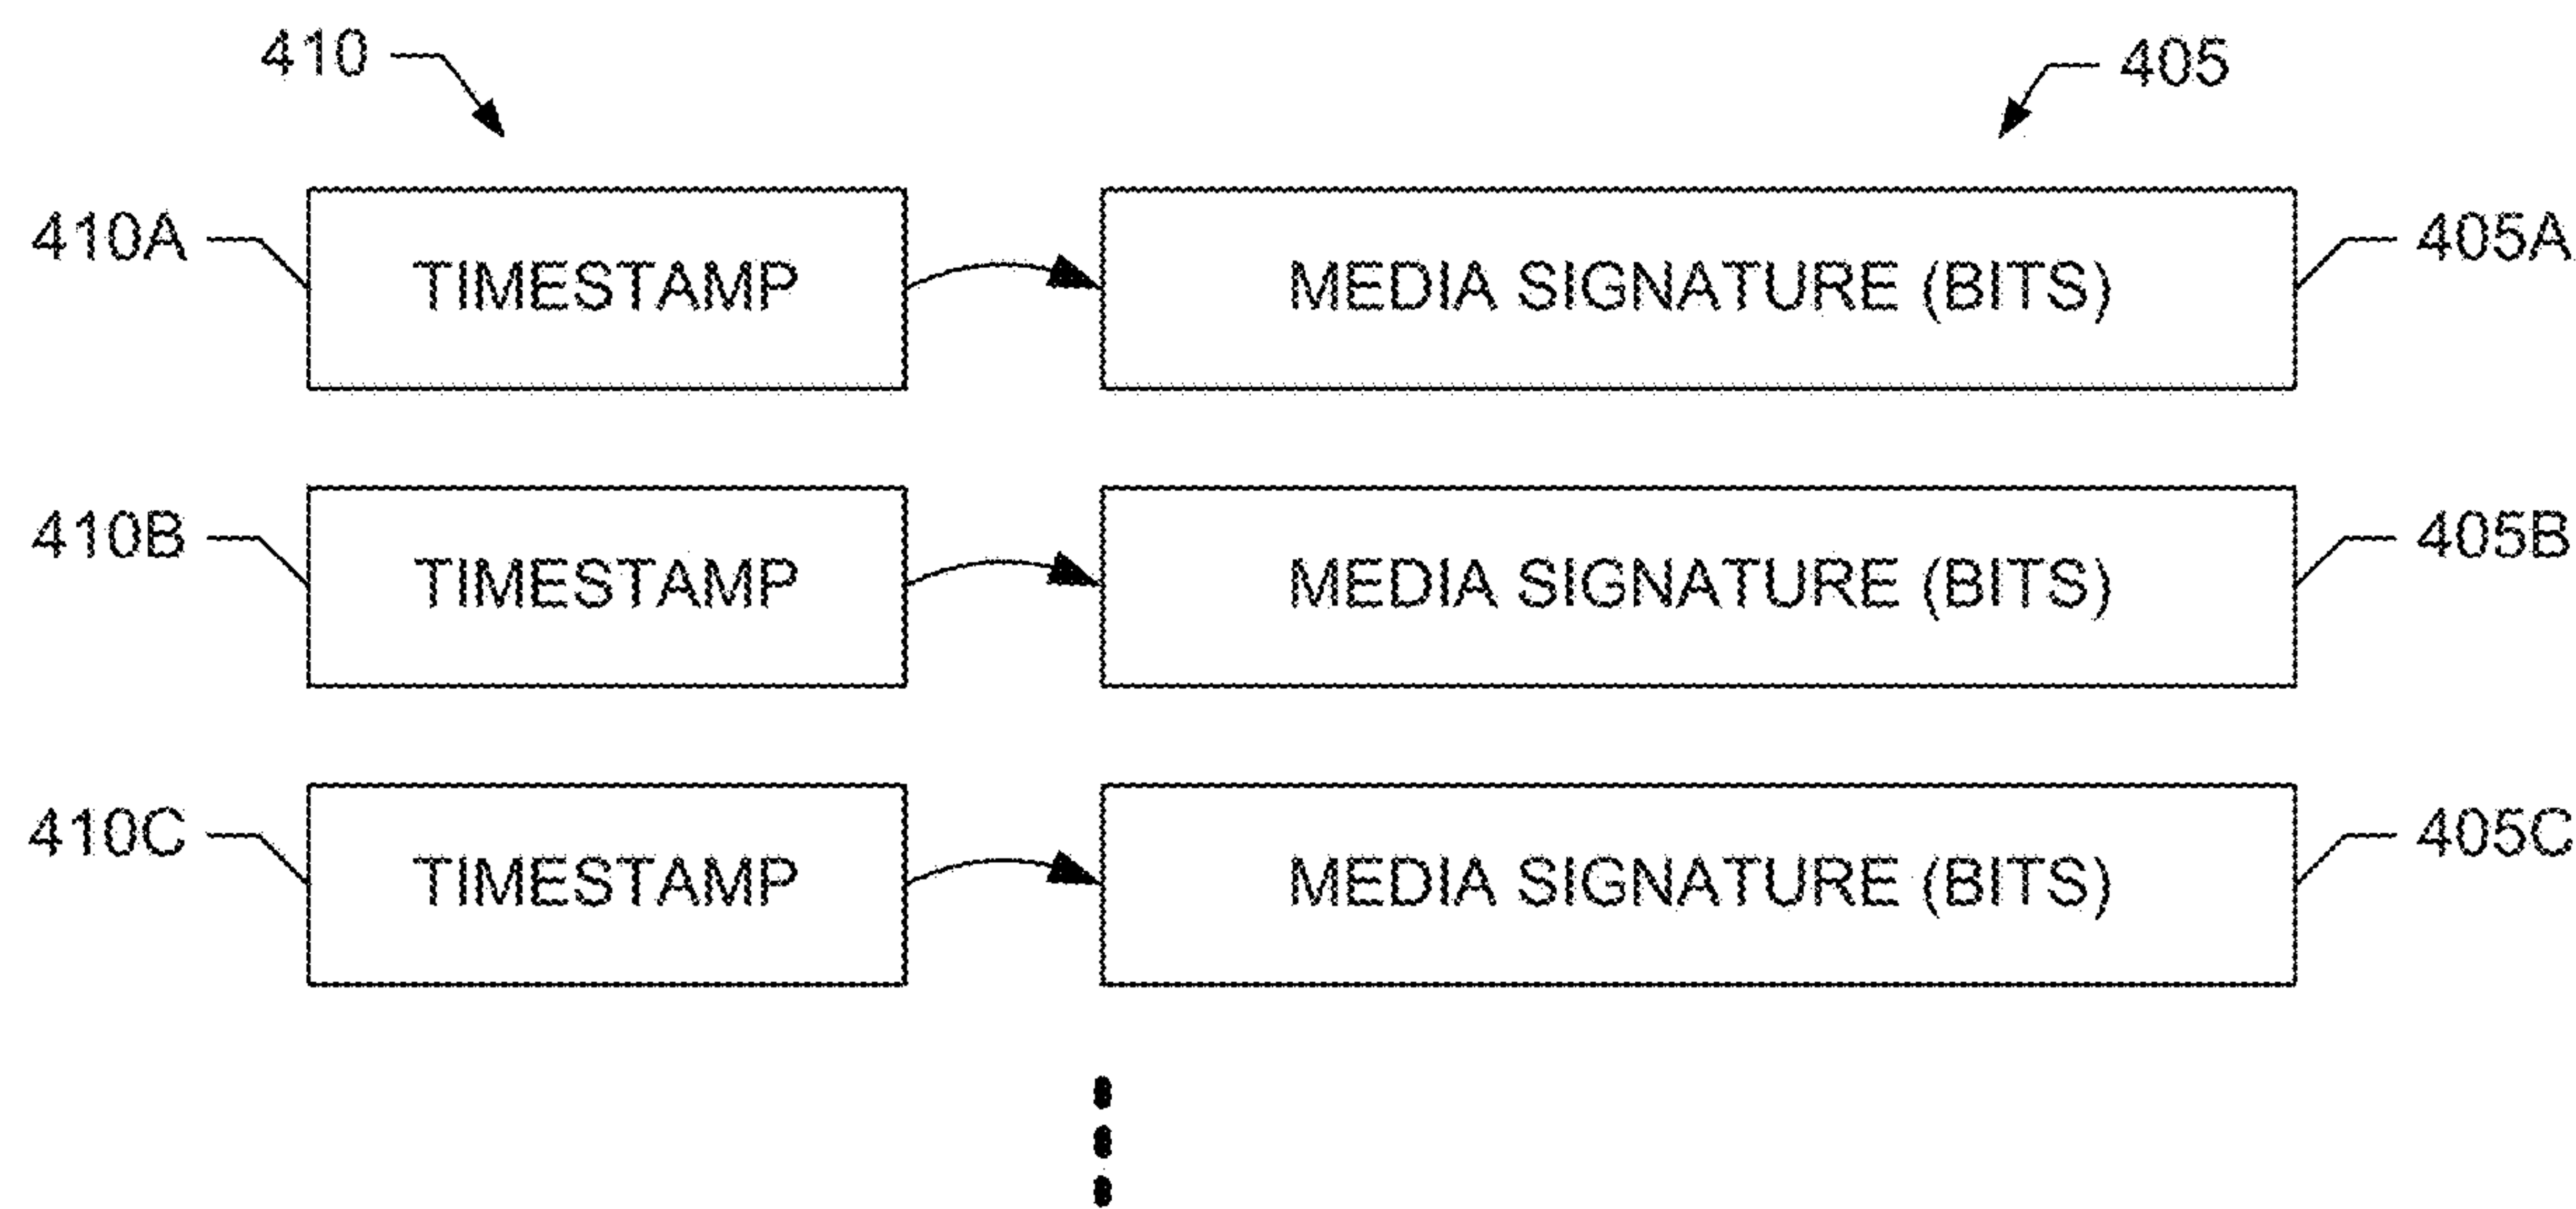 410 405
410A TIMESTAMP MEDIA SIGNATURE (BITS) 405A
410B TIMESTAMP MEDIA SIGNATURE (BITS) 405B
410C TIMESTAMP MEDIA SIGNATURE (BITS) 405C